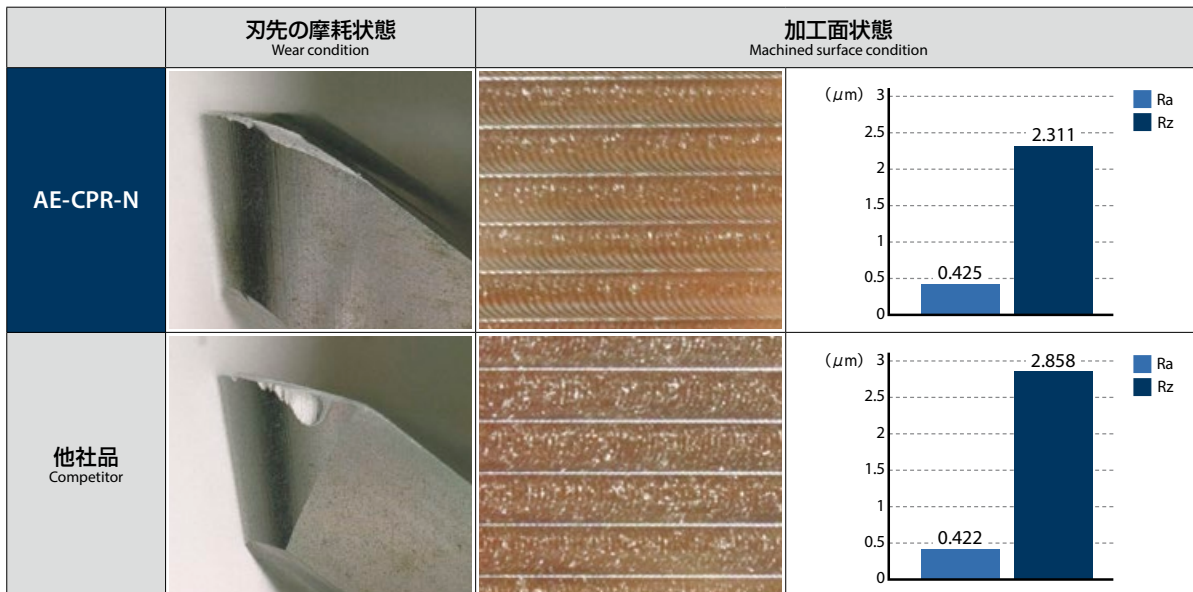 刃先の摩耗状態
Wear condition
加工面状態
Machined surface condition
AE-CPR-N
(μm)
3
2.5
2
1.5
1
0.5
0
0.425
2.311
Ra
Rz
他社品
Competitor
(μm)
3
2.5
2
1.5
1
0.5
0
0.422
2.858
Ra
Rz